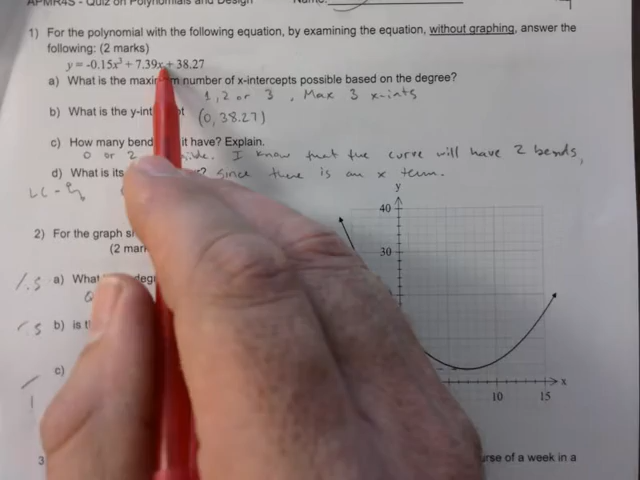 APMR4S - Quiz on Polynomials and Design
1) For the polynomial with the following equation, by examining the equation, without graphing, answer the
following: (2 marks)
y = -0.15x³ + 7.39x + 38.27
a) What is the maximum number of x-intercepts possible based on the degree?
1, 2 or 3 , Max 3 x-ints
b) What is the y-int
(0, 38.27)
c) How many bend it have? Explain.
0 or 2 I know that the curve will have 2 bends,
d) What is its since there is an x term.
LC -
y
40
2) For the graph
(2 mar
30
1.5 a) What deg
.5 b) is t
c)
1
10 15 x
3 urse of a week in a